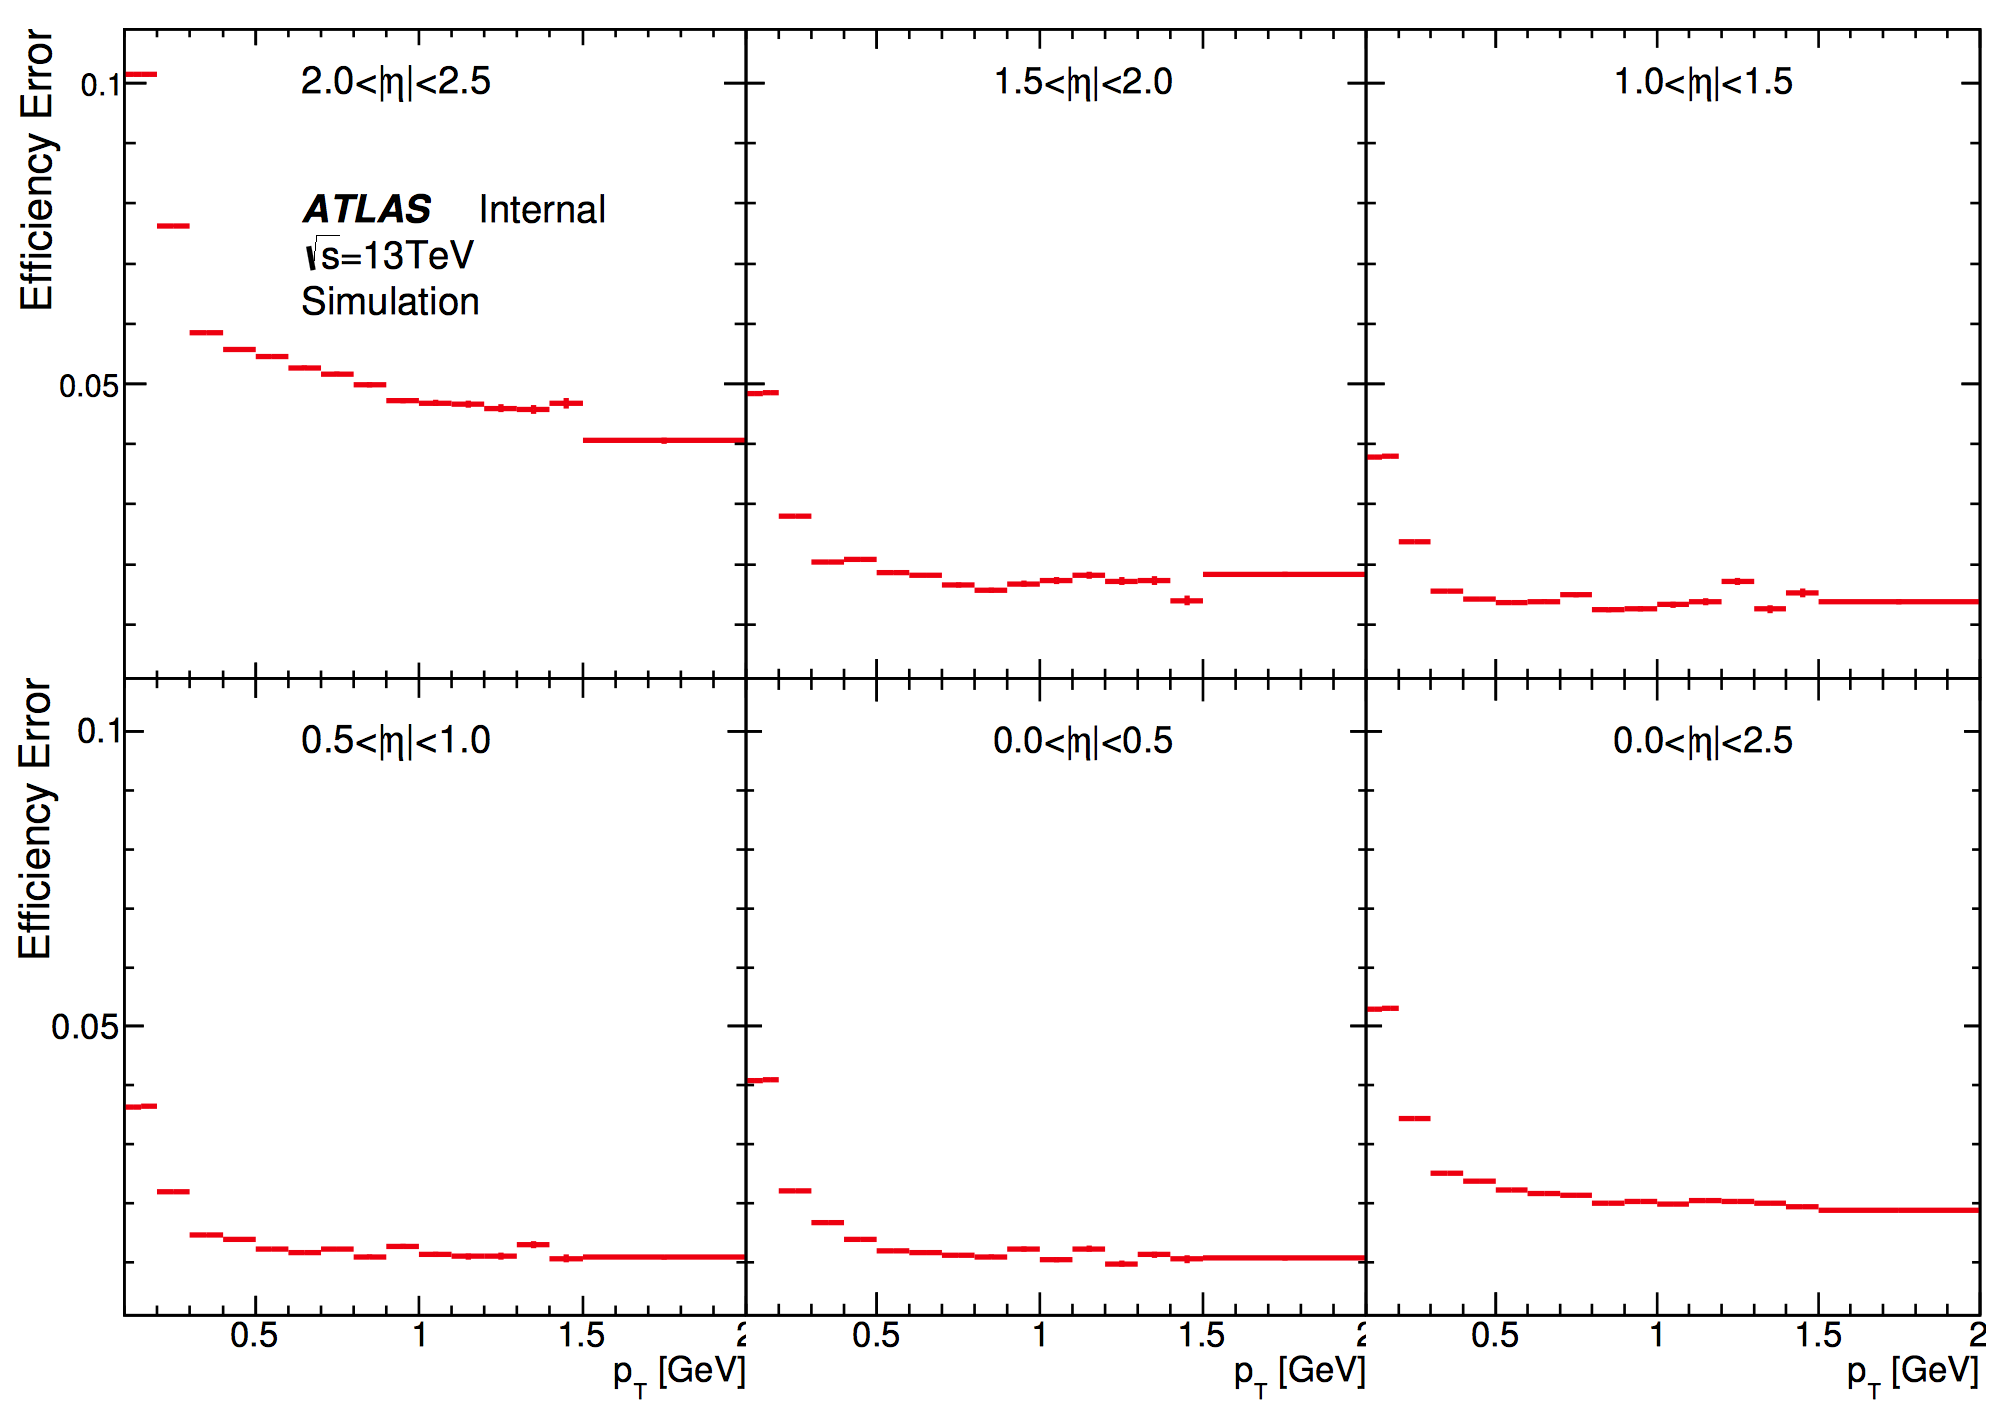 Efficiency Error
0.1
0.05
2.0<|η|<2.5
ATLAS Internal
√s=13TeV
Simulation
1.5<|η|<2.0
1.0<|η|<1.5
Efficiency Error
0.1
0.05
0.5<|η|<1.0
0.0<|η|<0.5
0.0<|η|<2.5
0.5 1 1.5 2
0.5 1 1.5 2
0.5 1 1.5 2
p_T [GeV]
p_T [GeV]
p_T [GeV]